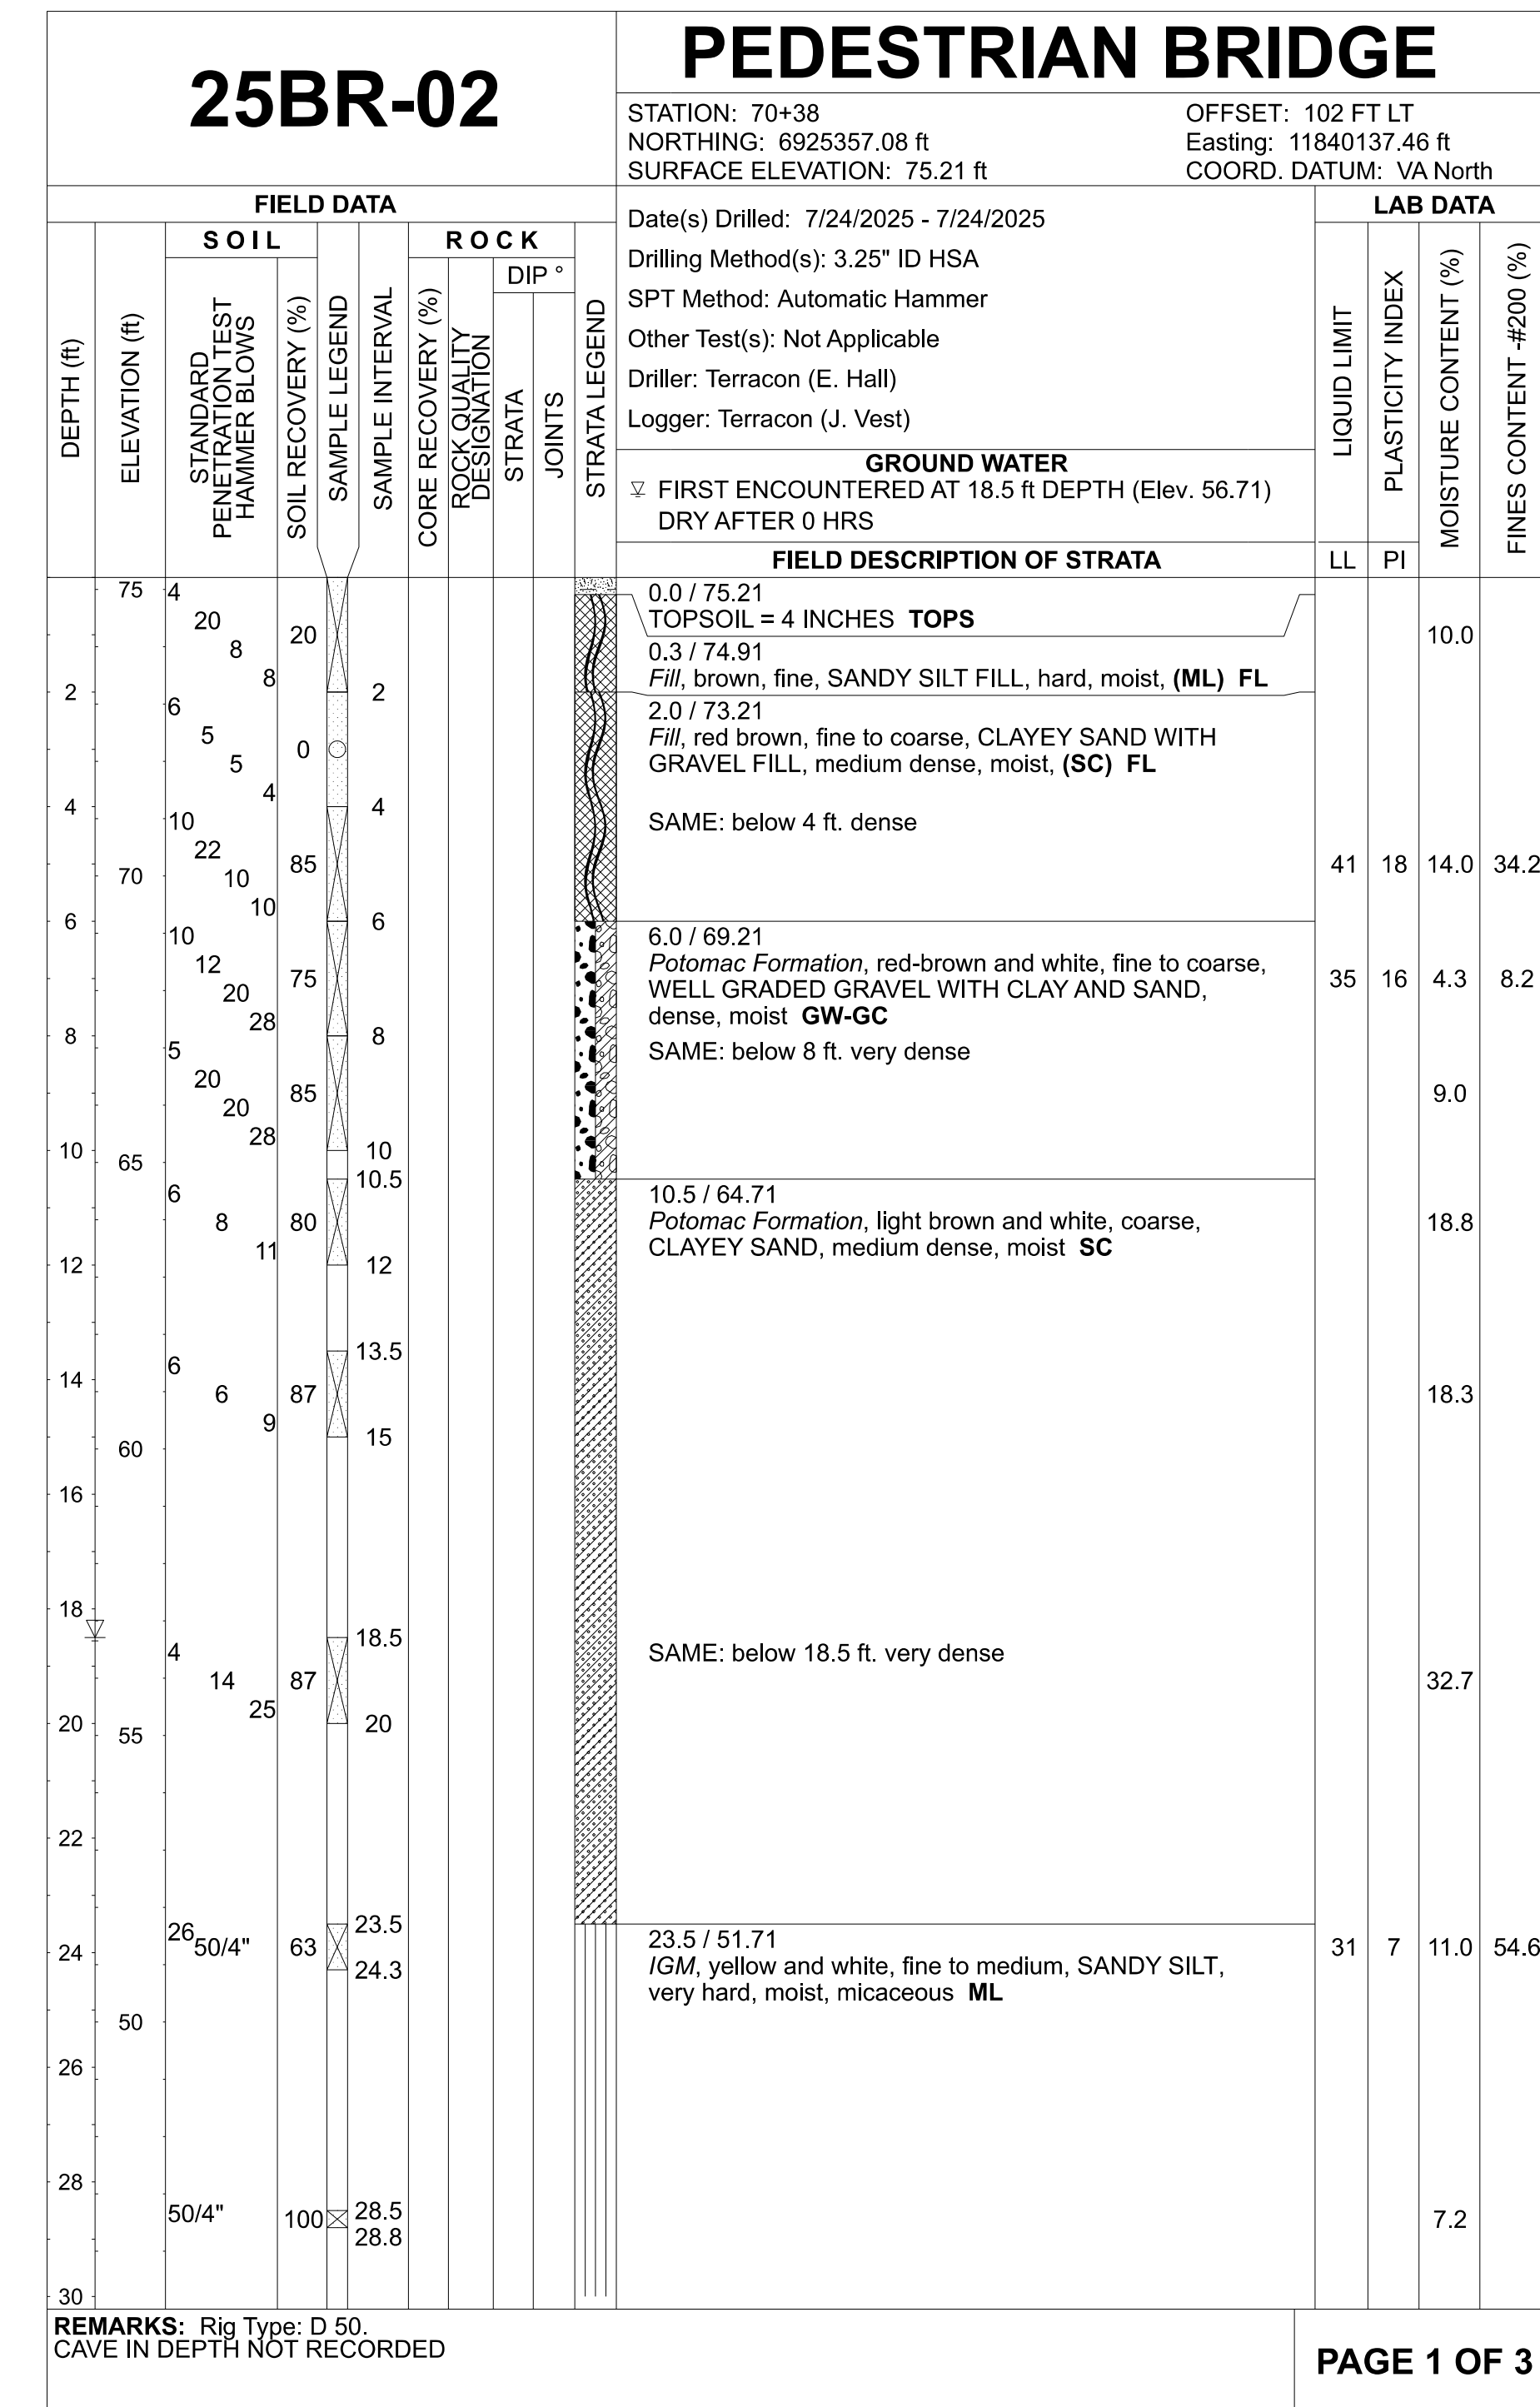 25BR-02
PEDESTRIAN BRIDGE
STATION: 70+38
OFFSET: 102 FT LT
NORTHING: 6925357.08 ft
Easting: 11840137.46 ft
SURFACE ELEVATION: 75.21 ft
COORD. DATUM: VA North
FIELD DATA
SOIL
ROCK
DIP °
DEPTH (ft)
ELEVATION (ft)
STANDARD
PENETRATION TEST
HAMMER BLOWS
SOIL RECOVERY (%)
SAMPLE LEGEND
SAMPLE INTERVAL
CORE RECOVERY (%)
ROCK QUALITY
DESIGNATION
STRATA
JOINTS
STRATA LEGEND
Date(s) Drilled: 7/24/2025 - 7/24/2025
Drilling Method(s): 3.25" ID HSA
SPT Method: Automatic Hammer
Other Test(s): Not Applicable
Driller: Terracon (E. Hall)
Logger: Terracon (J. Vest)
GROUND WATER
FIRST ENCOUNTERED AT 18.5 ft DEPTH (Elev. 56.71)
DRY AFTER 0 HRS
FIELD DESCRIPTION OF STRATA
LAB DATA
LIQUID LIMIT
PLASTICITY INDEX
MOISTURE CONTENT (%)
FINES CONTENT -#200 (%)
LL
PI
75
4
20
8
8
20
2
2
0.0 / 75.21
TOPSOIL = 4 INCHES TOPS
10.0
0.3 / 74.91
Fill, brown, fine, SANDY SILT FILL, hard, moist, (ML) FL
6
5
5
4
0
4
4
2.0 / 73.21
Fill, red brown, fine to coarse, CLAYEY SAND WITH
GRAVEL FILL, medium dense, moist, (SC) FL
SAME: below 4 ft. dense
10
22
10
10
85
70
6
6
41
18
14.0
34.2
10
12
20
28
75
8
8
6.0 / 69.21
Potomac Formation, red-brown and white, fine to coarse,
WELL GRADED GRAVEL WITH CLAY AND SAND,
dense, moist GW-GC
35
16
4.3
8.2
SAME: below 8 ft. very dense
5
20
20
28
85
10
10
9.0
65
10.5
6
8
11
80
12
12
10.5 / 64.71
Potomac Formation, light brown and white, coarse,
CLAYEY SAND, medium dense, moist SC
18.8
13.5
6
6
9
87
14
15
60
18.3
16
18
18.5
4
14
25
87
20
20
55
SAME: below 18.5 ft. very dense
32.7
22
23.5
26
50/4"
63
24
24.3
23.5 / 51.71
IGM, yellow and white, fine to medium, SANDY SILT,
very hard, moist, micaceous ML
31
7
11.0
54.6
50
26
28
50/4"
100
28.5
28.8
7.2
30
REMARKS: Rig Type: D 50.
CAVE IN DEPTH NOT RECORDED
PAGE 1 OF 3